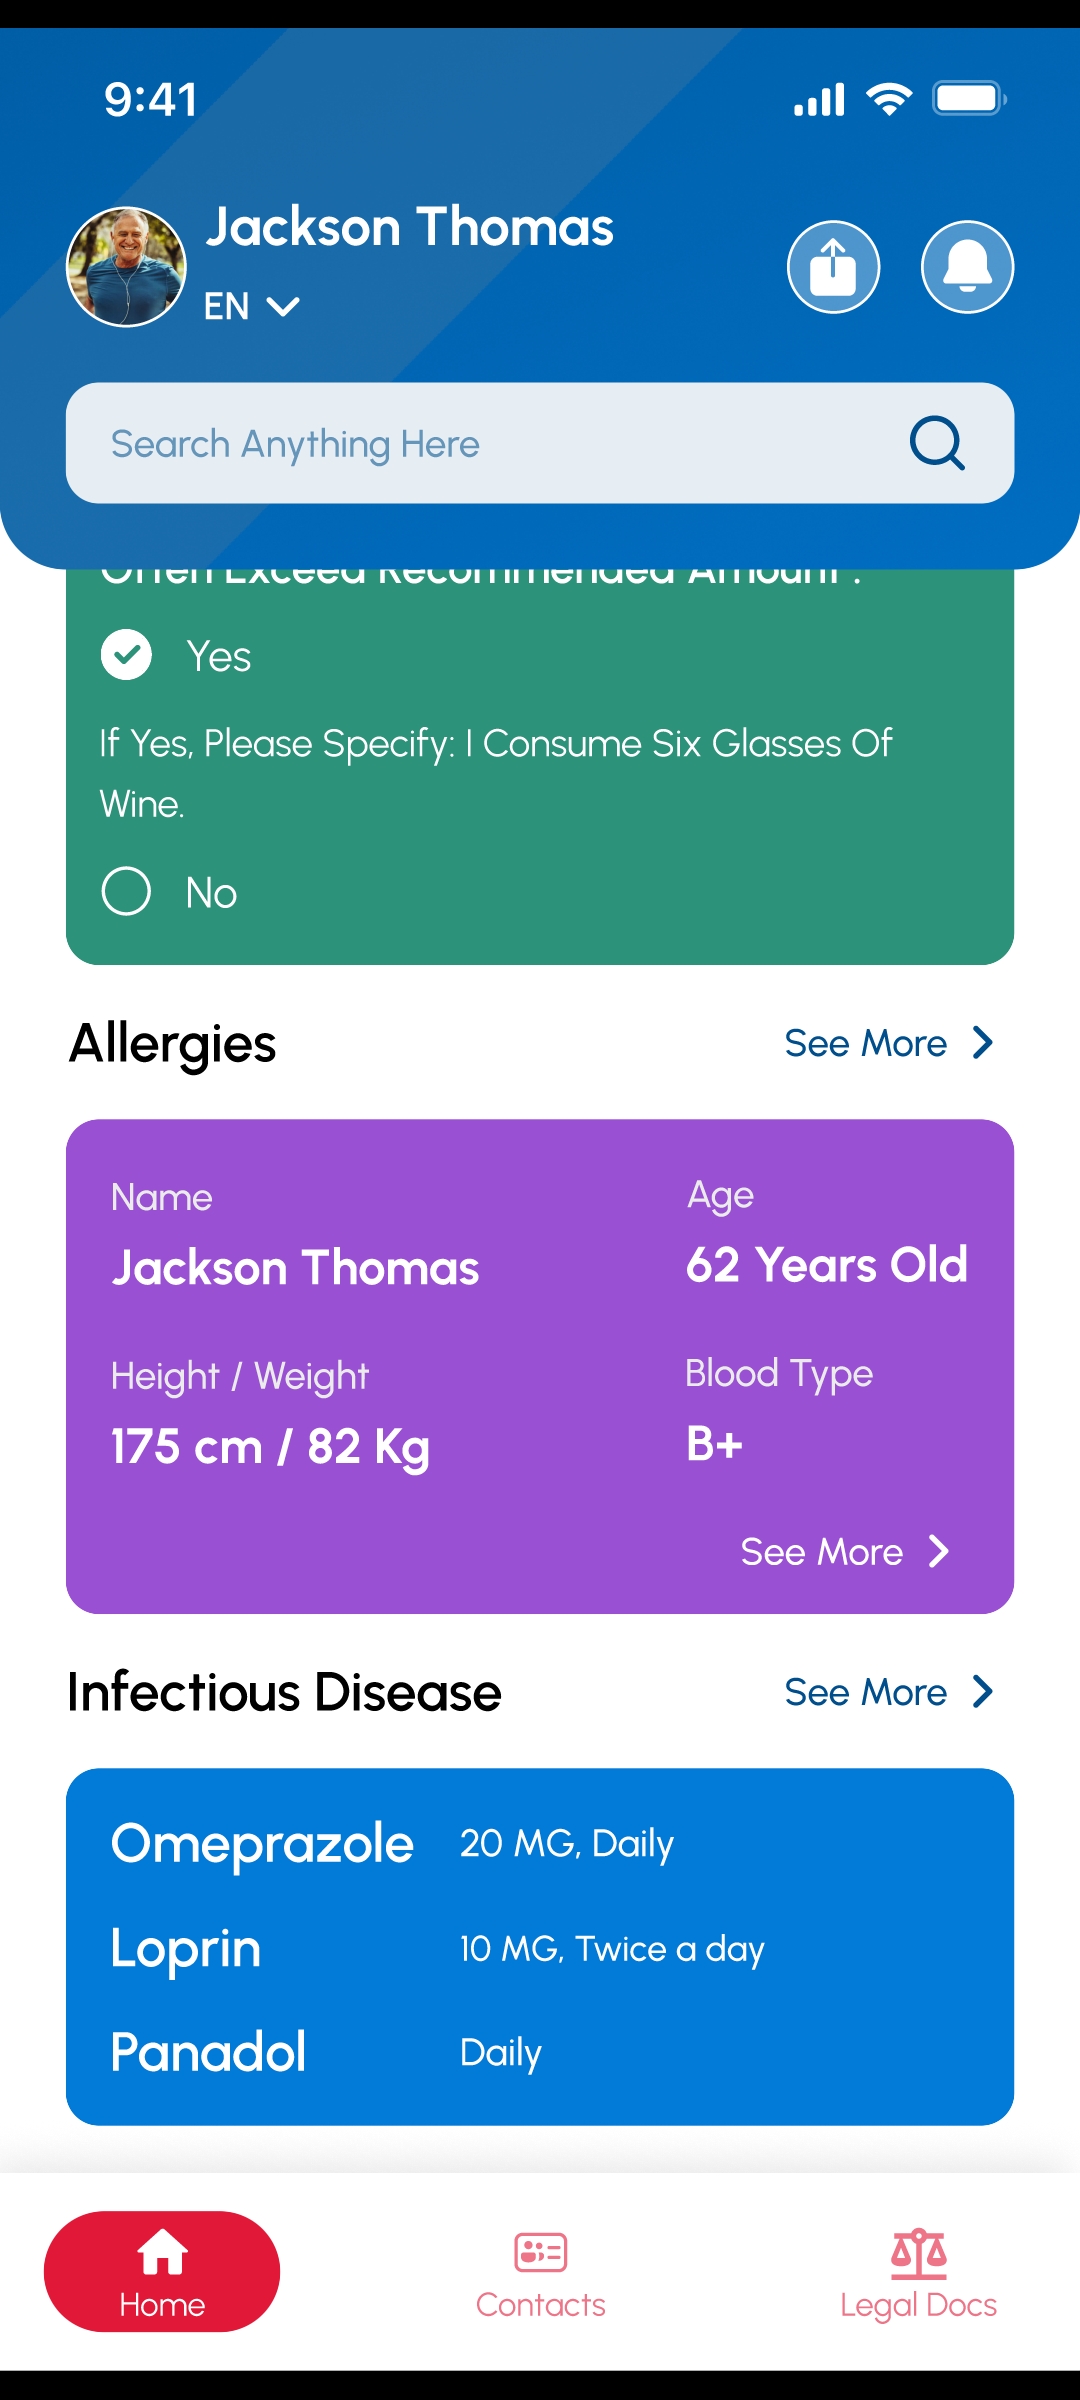 9:41
Jackson Thomas
EN
Search Anything Here
Often Exceed Recommended Amount
Yes
If Yes, Please Specify: I Consume Six Glasses Of
Wine.
No
Allergies
See More
Name
Age
Jackson Thomas
62 Years Old
Height / Weight
Blood Type
175 cm / 82 Kg
B+
See More
Infectious Disease
See More
Omeprazole 20 MG, Daily
Loprin 10 MG, Twice a day
Panadol Daily
Home
Contacts
Legal Docs